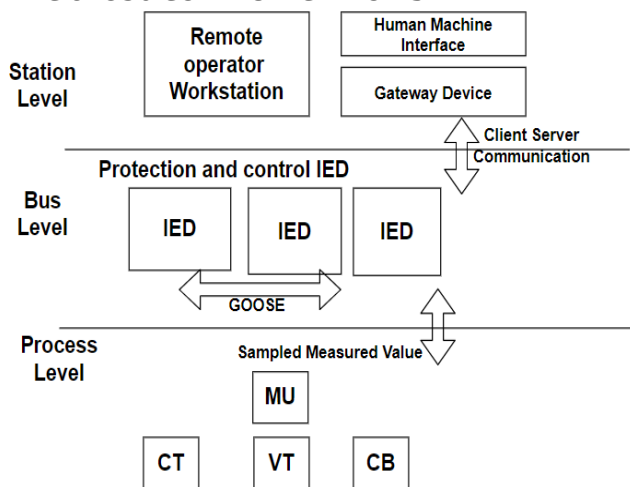 Remote
operator
Workstation
Human Machine
Interface
Gateway Device
Station
Level
Client Server
Communication
Protection and control IED
Bus
Level
IED
IED
IED
GOOSE
Process
Level
Sampled Measured Value
MU
CT
VT
CB